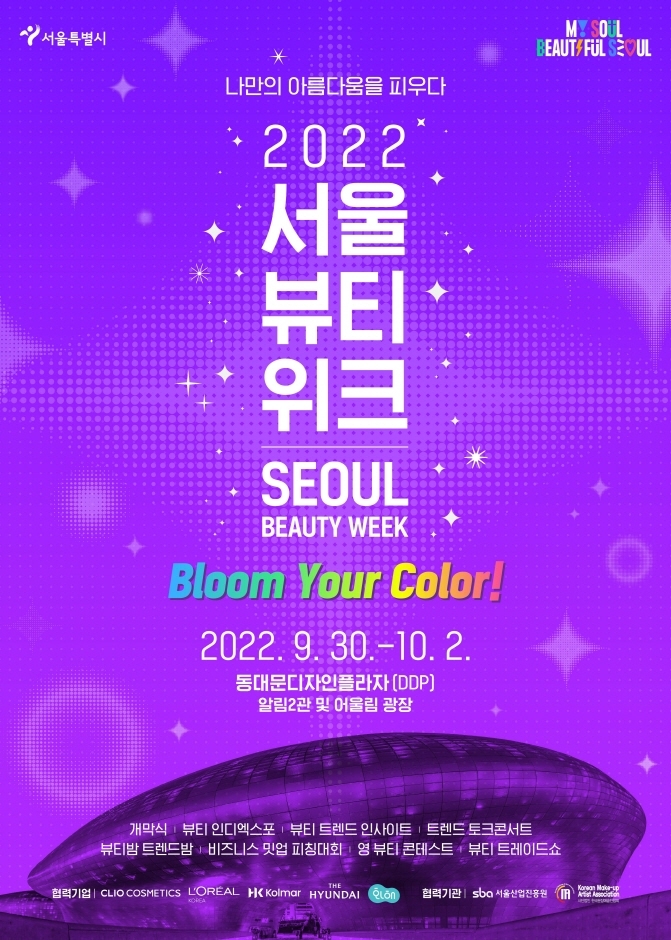 서울특별시
MY SOUL
BEAUTIFUL SEOUL
나만의 아름다움을 피우다
2022
서울
뷰티
위크
SEOUL
BEAUTY WEEK
Bloom Your Color!
2022. 9. 30.–10. 2.
동대문디자인플라자(DDP)
알림2관 및 어울림 광장
개막식 | 뷰티 인디엑스포 | 뷰티 트렌드 인사이트 | 트렌드 토크콘서트
뷰티밤 트렌드밤 | 비즈니스 밋업 피칭대회 | 영 뷰티 콘테스트 | 뷰티 트레이드쇼
협력기업 | CLIO COSMETICS L'ORÉAL KOREA Kolmar THE HYUNDAI 협력기관 | sba 서울산업진흥원 Korean Make-up Artist Association